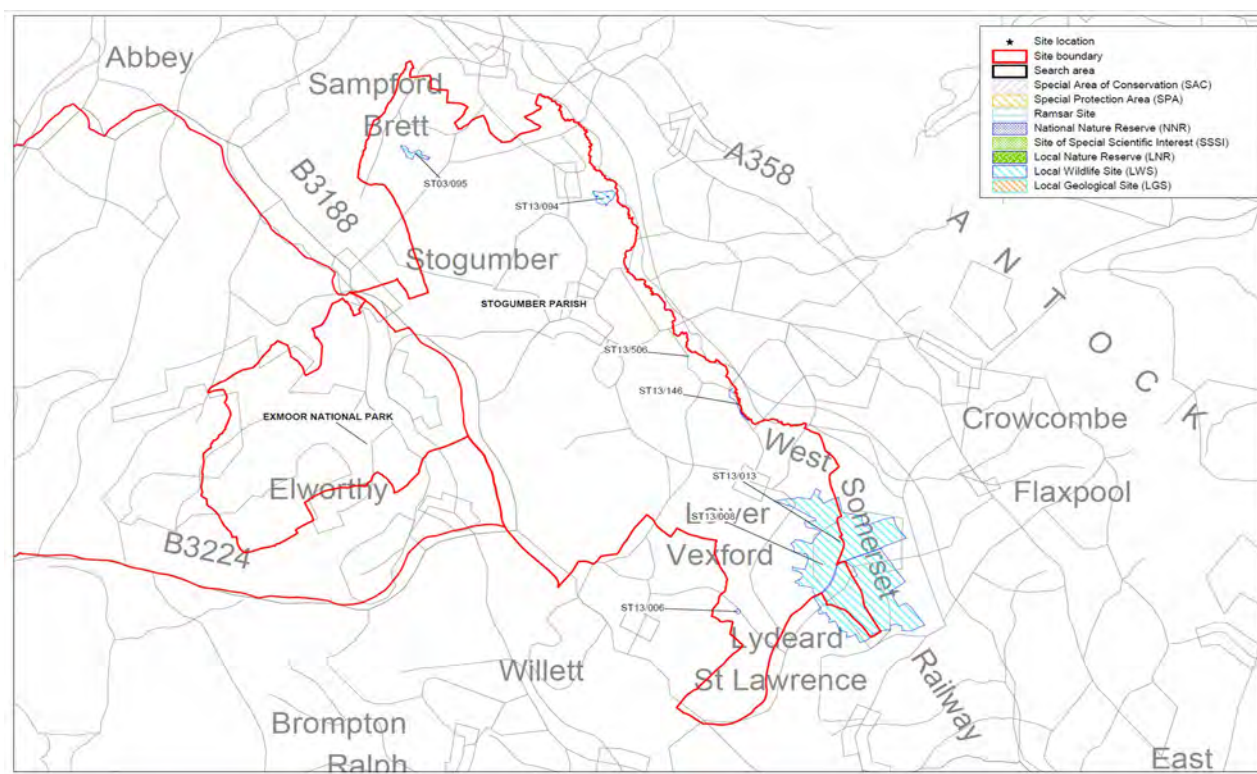 Abbey
Sampford
Brett
ST03/095
B3188
ST13/094
A358
Stogumber
STOGUMBER PARISH
ANTOCK
ST13/506
ST13/146
EXMOOR NATIONAL PARK
Crowcombe
West Somerset Railway
Elworthy
ST13/013
Flaxpool
ST13/008
Lower
Vexford
B3224
ST13/006
Lydeard
St Lawrence
Willett
Brompton
Ralph
East
Site location
Site boundary
Search area
Special Area of Conservation (SAC)
Special Protection Area (SPA)
Ramsar Site
National Nature Reserve (NNR)
Site of Special Scientific Interest (SSSI)
Local Nature Reserve (LNR)
Local Wildlife Site (LWS)
Local Geological Site (LGS)